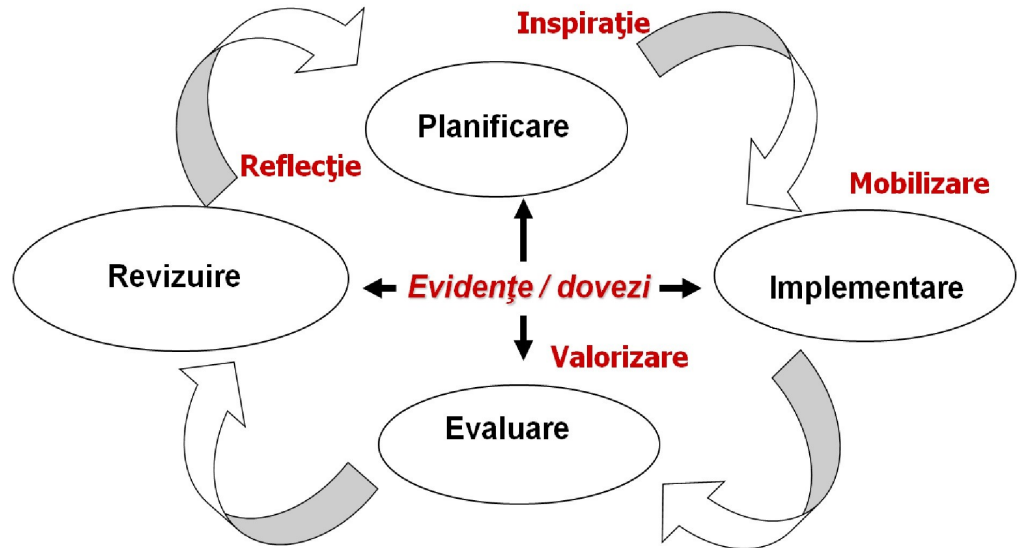 Inspiraţie
Planificare
Reflecţie
Mobilizare
Revizuire
Evidenţe / dovezi
Implementare
Valorizare
Evaluare